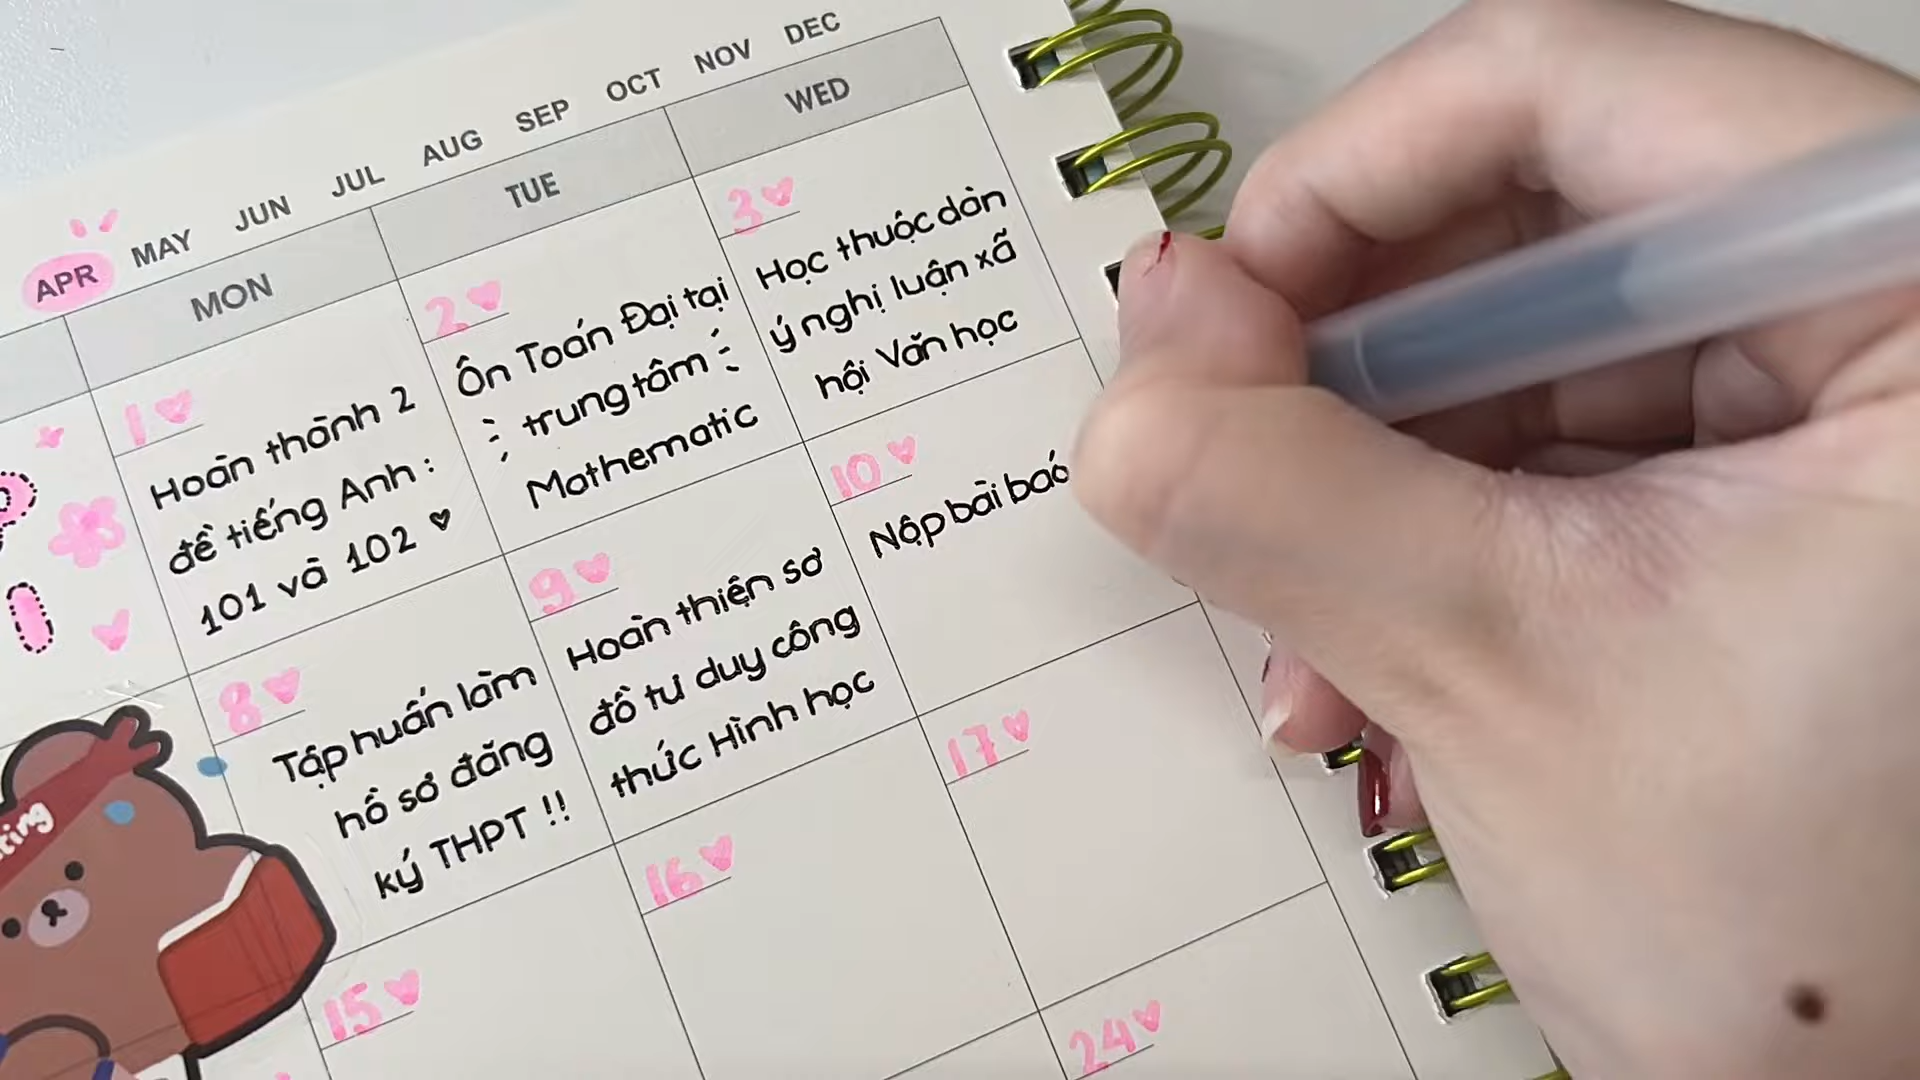 DEC
NOV
OCT
SEP
AUG
JUL
JUN
MAY
APR
MON
TUE
WED
1
Hoàn thành 2
đề tiếng Anh :
101 và 102
2
Ôn Toán Đại tại
trung tâm
Mathematic
3
Học thuộc dàn
ý nghị luận xã
hội Văn học
8
Tập huấn làm
hồ sơ đăng
ký THPT !!
9
Hoàn thiện sơ
đồ tư duy công
thức Hình học
10
Nộp bài baó
15
16
17
24